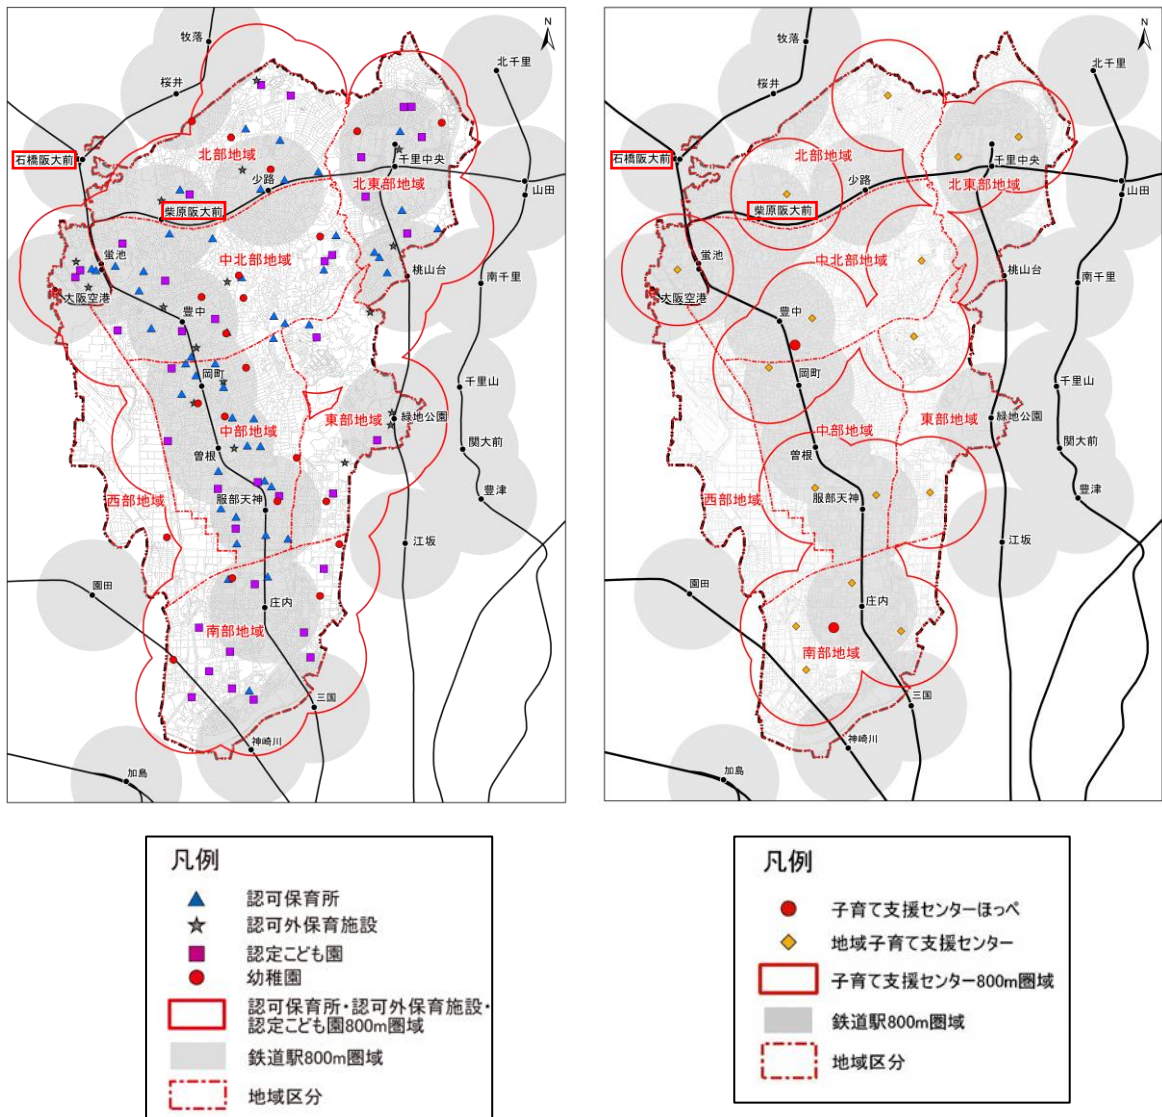 N
牧落
北千里
桜井
石橋阪大前
北部地域
千里中央
少路
北東部地域
山田
柴原阪大前
蛍池
中北部地域
桃山台
南千里
大阪空港
豊中
岡町
千里山
東部地域
緑地公園
中部地域
関大前
曽根
豊津
西部地域
服部天神
江坂
園田
庄内
南部地域
三国
神崎川
加島
凡例
認可保育所
認可外保育施設
認定こども園
幼稚園
認可保育所・認可外保育施設・
認定こども園800m圏域
鉄道駅800m圏域
地域区分
N
牧落
北千里
桜井
石橋阪大前
北部地域
千里中央
少路
北東部地域
山田
柴原阪大前
蛍池
中北部地域
桃山台
南千里
大阪空港
豊中
岡町
千里山
東部地域
緑地公園
中部地域
関大前
曽根
豊津
西部地域
服部天神
江坂
園田
庄内
南部地域
三国
神崎川
加島
凡例
子育て支援センターほっぺ
地域子育て支援センター
子育て支援センター800m圏域
鉄道駅800m圏域
地域区分